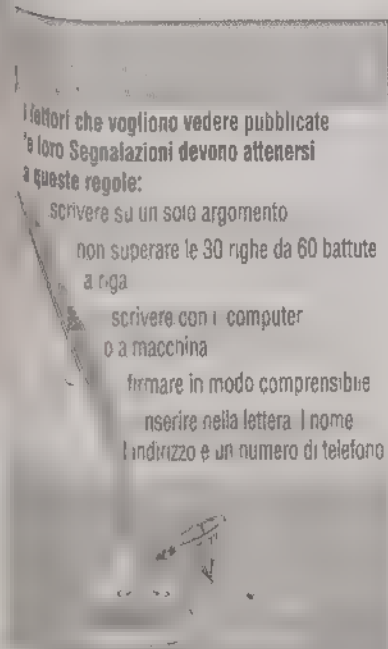 I lettori che vogliono vedere pubblicate
le loro Segnalazioni devono attenersi
a queste regole:
scrivere su un solo argomento
non superare le 30 righe da 60 battute
a riga
scrivere con il computer
o a macchina
firmare in modo comprensibile
inserire nella lettera il nome
l'indirizzo e un numero di telefono